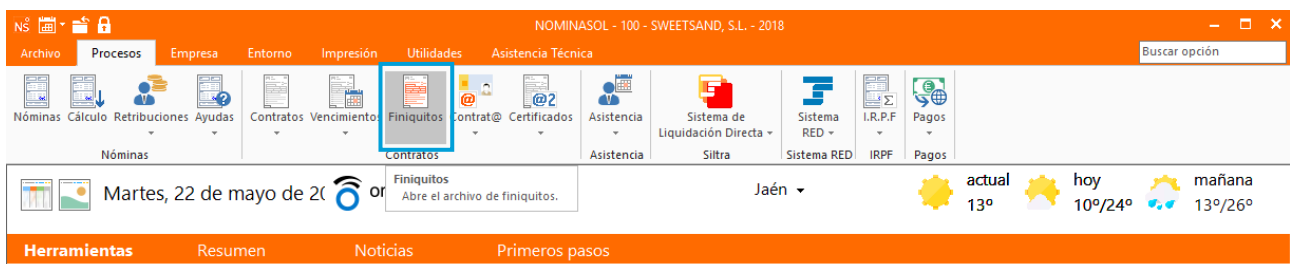 NS
NOMINASOL - 100 - SWEETSAND, S.L. - 2018
Archivo Procesos Empresa Entorno Impresión Utilidades Asistencia Técnica Buscar opción
Nóminas Cálculo Retribuciones Ayudas Contratos Vencimientos Finiquitos Contrat@ Certificados Asistencia Sistema de Liquidación Directa Sistema RED I.R.P.F Pagos
Nóminas Contratos Asistencia Siltra Sistema RED IRPF Pagos
Finiquitos
Abre el archivo de finiquitos.
Martes, 22 de mayo de 2( or Jaén actual hoy mañana
13º 10º/24º 13º/26º
Herramientas Resumen Noticias Primeros pasos